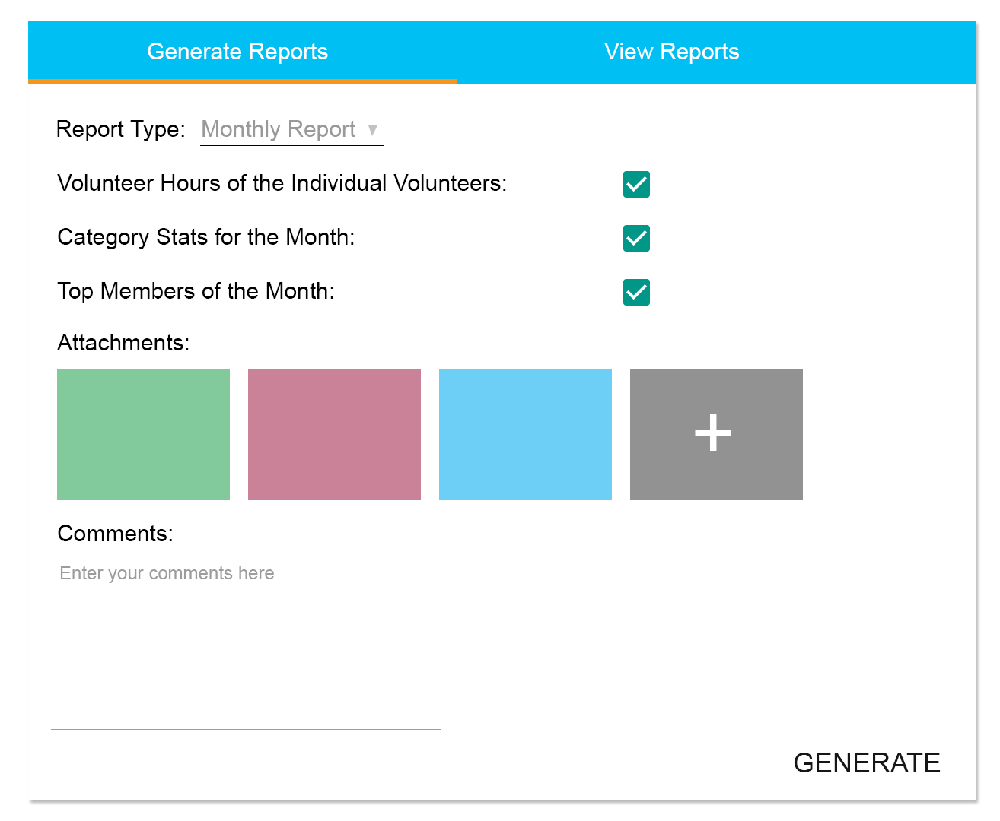 Generate Reports
View Reports
Report Type: Monthly Report ▼
Volunteer Hours of the Individual Volunteers:
Category Stats for the Month:
Top Members of the Month:
Attachments:
+
Comments:
Enter your comments here
GENERATE